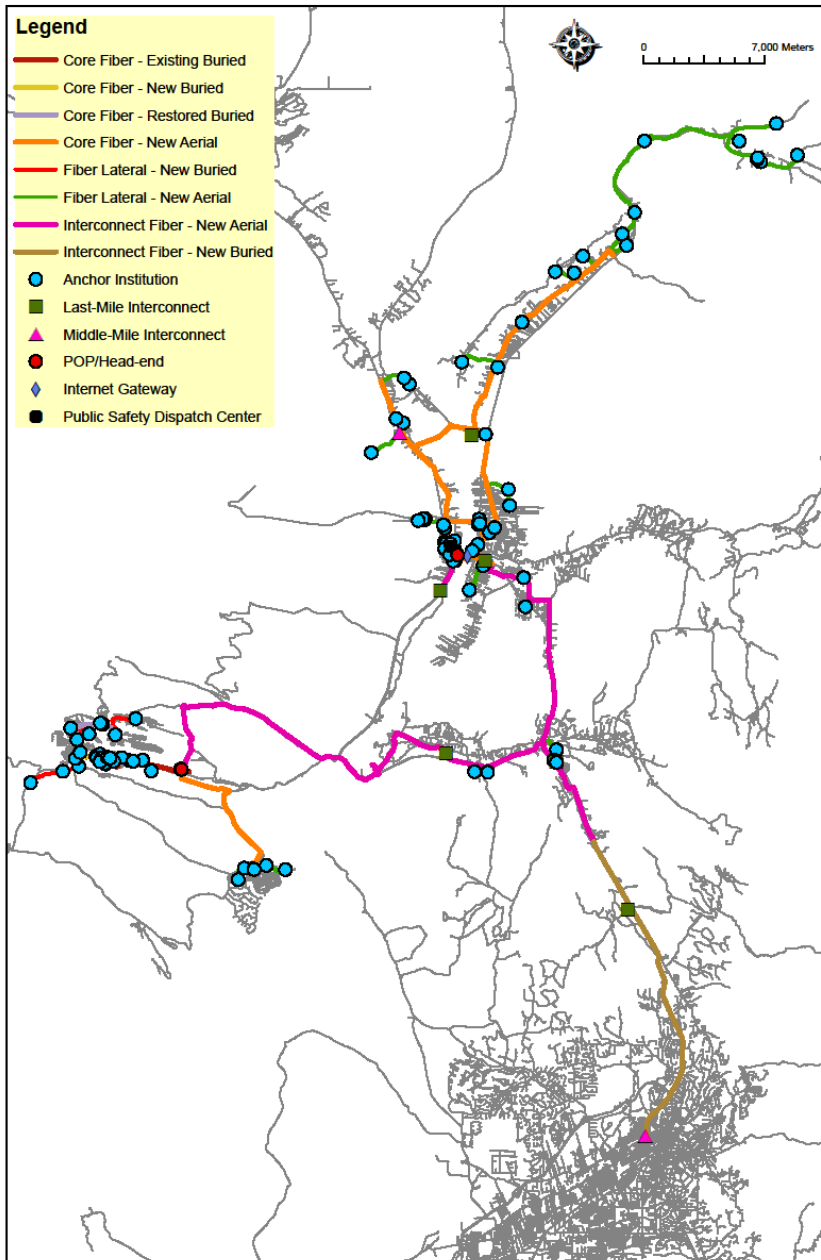 Legend
Core Fiber - Existing Buried
Core Fiber - New Buried
Core Fiber - Restored Buried
Core Fiber - New Aerial
Fiber Lateral - New Buried
Fiber Lateral - New Aerial
Interconnect Fiber - New Aerial
Interconnect Fiber - New Buried
Anchor Institution
Last-Mile Interconnect
Middle-Mile Interconnect
POP/Head-end
Internet Gateway
Public Safety Dispatch Center
0 7,000 Meters